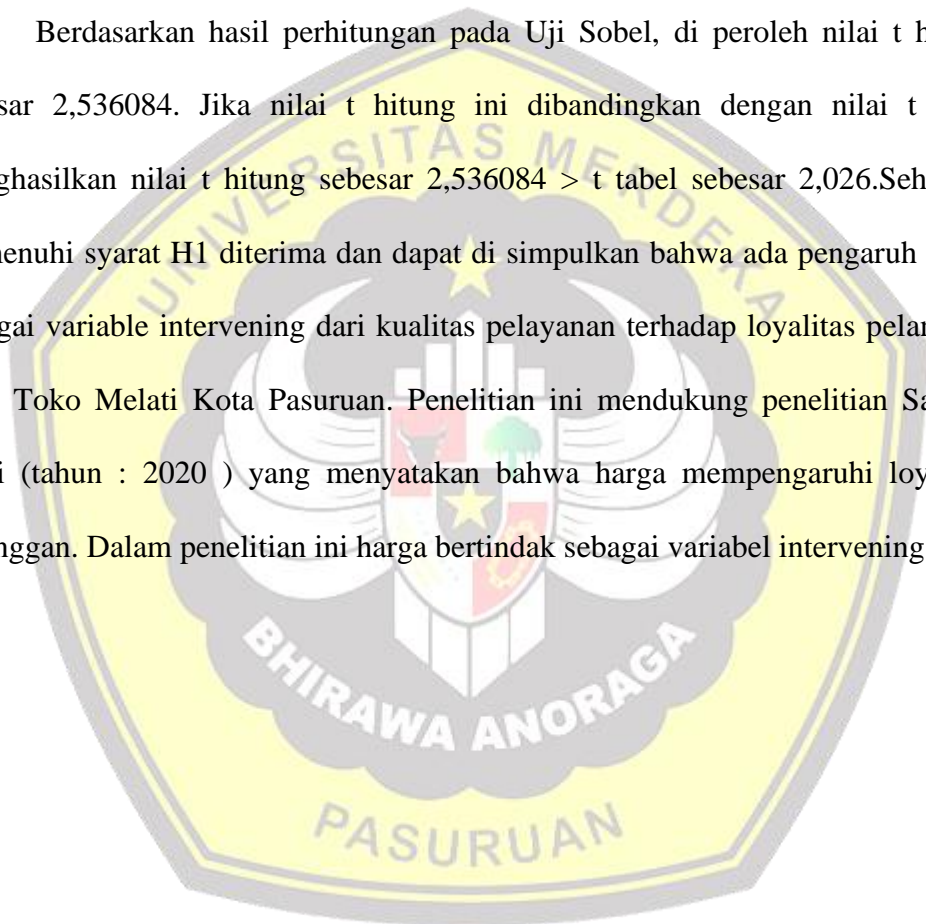 Berdasarkan hasil perhitungan pada Uji Sobel, di peroleh nilai t h
sar 2,536084. Jika nilai t hitung ini dibandingkan dengan nilai t
ghasilkan nilai t hitung sebesar 2,536084 > t tabel sebesar 2,026.Seh
menuhi syarat H1 diterima dan dapat di simpulkan bahwa ada pengaruh
gai variable intervening dari kualitas pelayanan terhadap loyalitas pelan
Toko Melati Kota Pasuruan. Penelitian ini mendukung penelitian Sa
i (tahun : 2020 ) yang menyatakan bahwa harga mempengaruhi loy
nggan. Dalam penelitian ini harga bertindak sebagai variabel intervening
UNIVERSITAS MERDEKA
BHIRAWA ANORAGA
PASURUAN